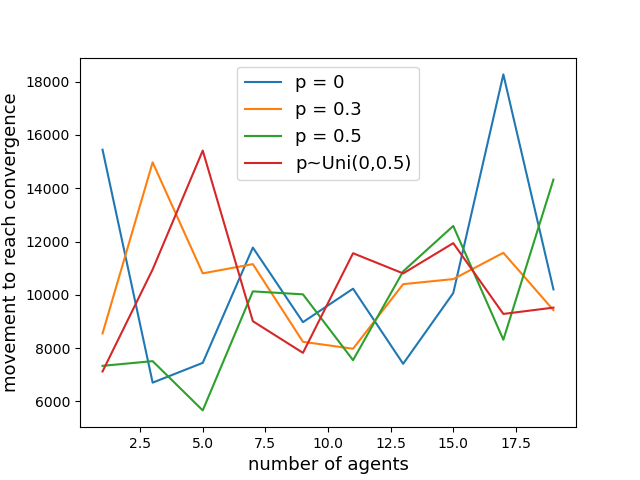 18000
16000
14000
12000
10000
8000
6000
movement to reach convergence
p = 0
p = 0.3
p = 0.5
p~Uni(0,0.5)
2.5 5.0 7.5 10.0 12.5 15.0 17.5
number of agents